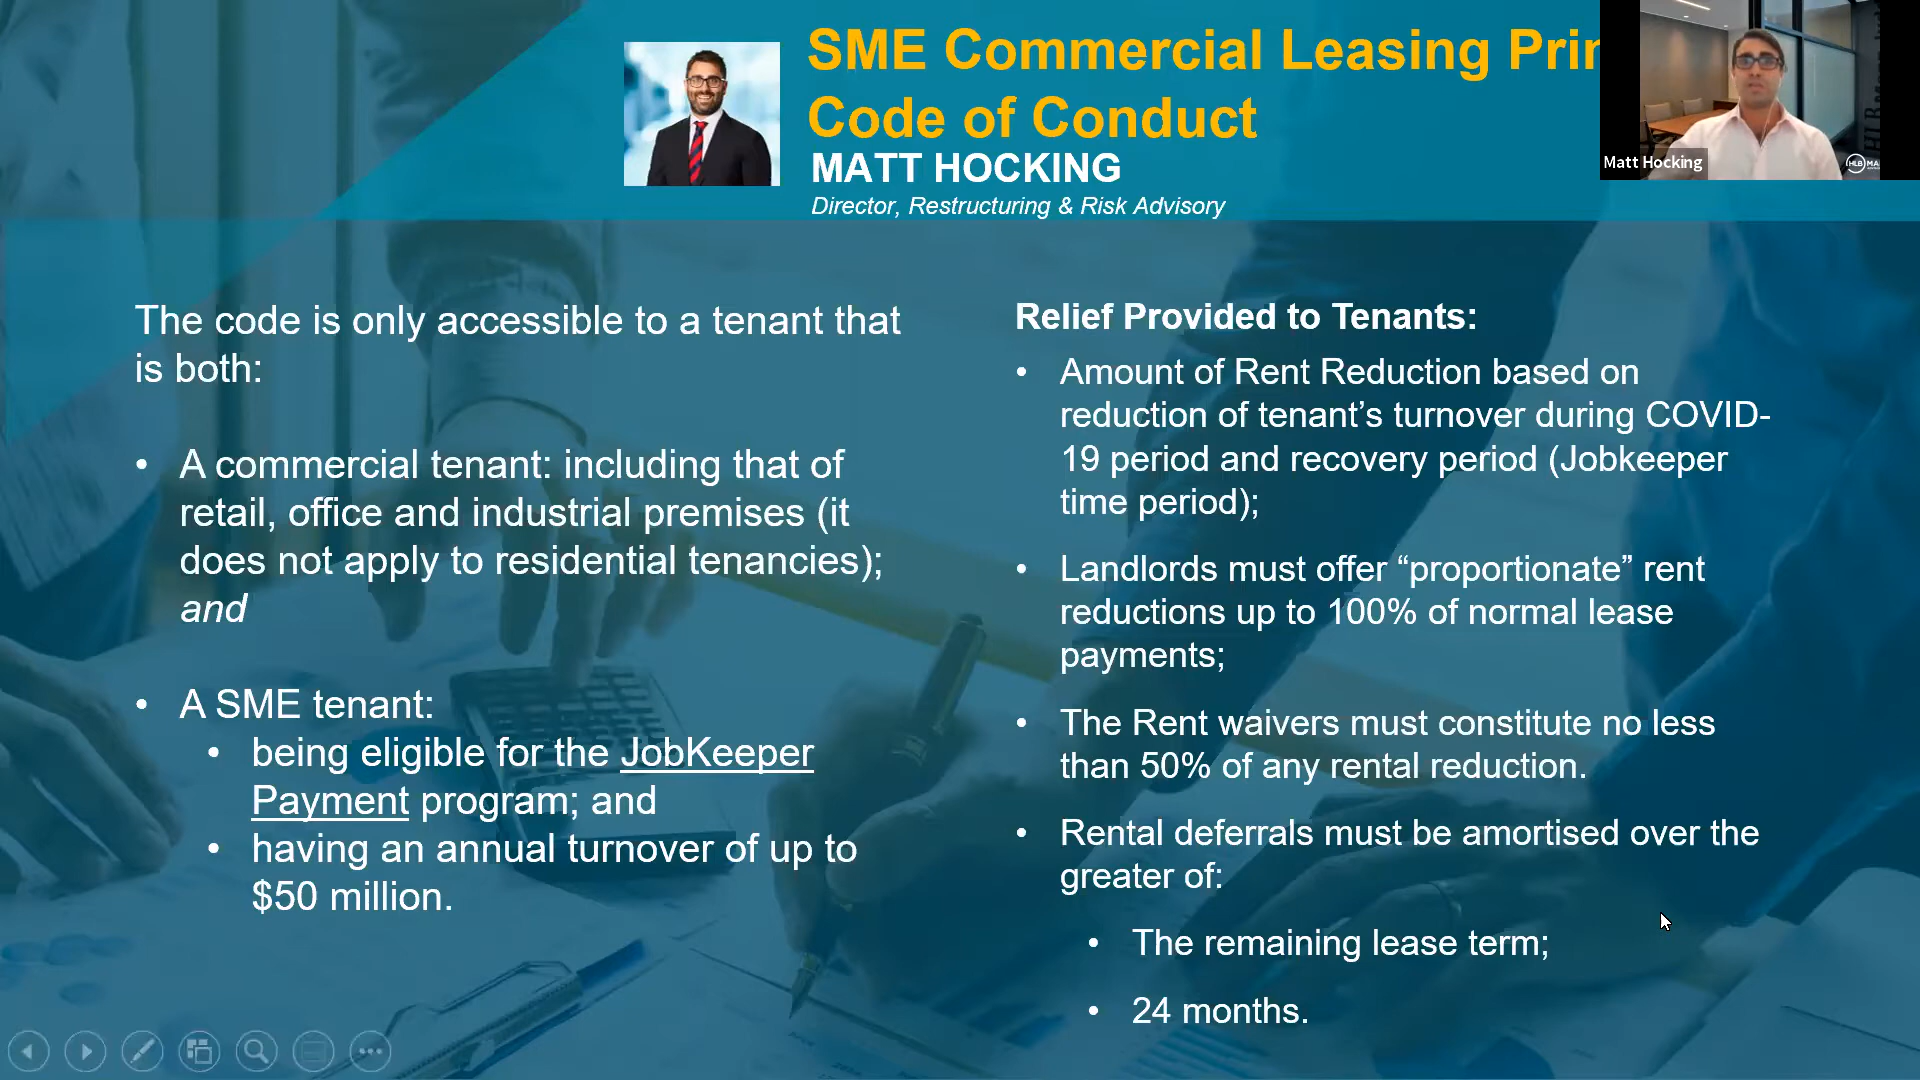 SME Commercial Leasing Prin
Code of Conduct
MATT HOCKING
Director, Restructuring & Risk Advisory
Matt Hocking
HLB MA
The code is only accessible to a tenant that
is both:
• A commercial tenant: including that of
retail, office and industrial premises (it
does not apply to residential tenancies);
and
• A SME tenant:
• being eligible for the JobKeeper
Payment program; and
• having an annual turnover of up to
$50 million.
Relief Provided to Tenants:
• Amount of Rent Reduction based on
reduction of tenant’s turnover during COVID-
19 period and recovery period (Jobkeeper
time period);
• Landlords must offer “proportionate” rent
reductions up to 100% of normal lease
payments;
• The Rent waivers must constitute no less
than 50% of any rental reduction.
• Rental deferrals must be amortised over the
greater of:
• The remaining lease term;
• 24 months.